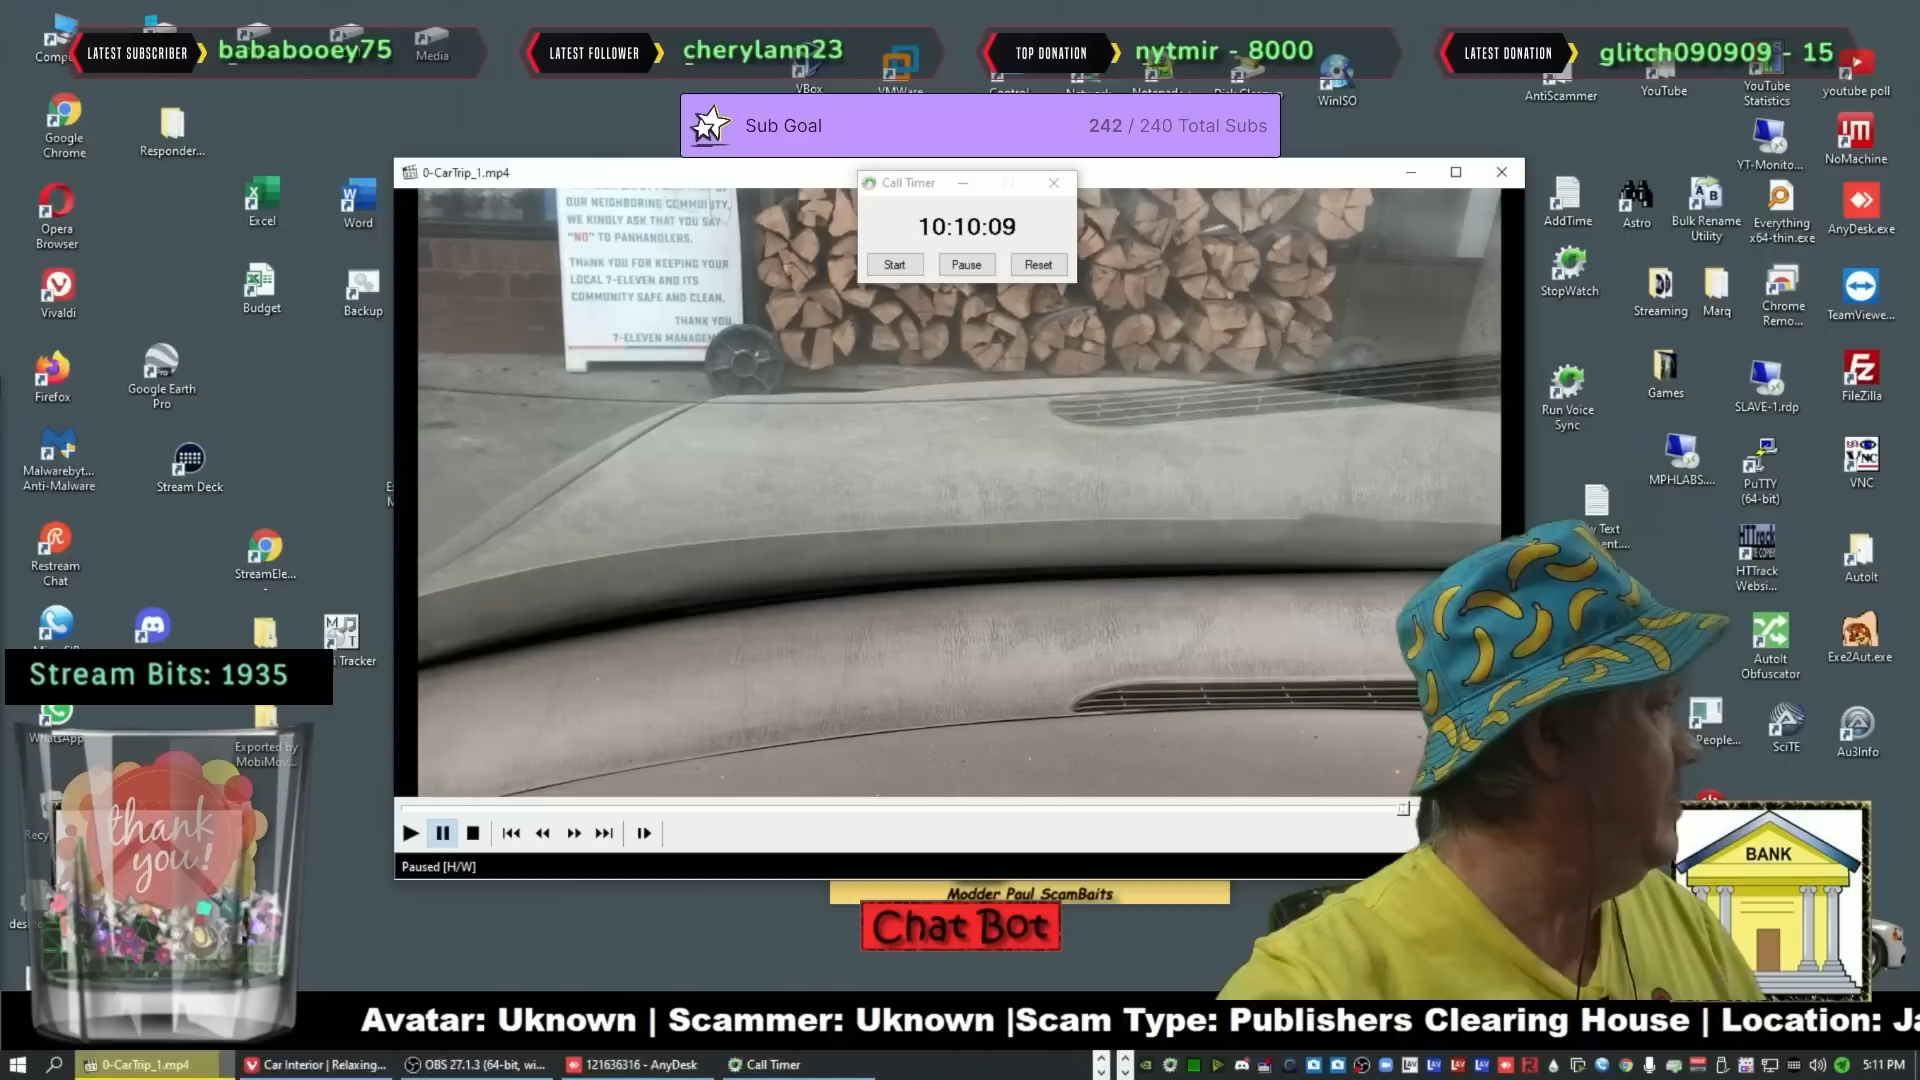 LATEST SUBSCRIBER
bababooey75
LATEST FOLLOWER
cherylann23
TOP DONATION
nytmir - 8000
LATEST DONATION
glitch090909 - 15
Media
VBox
VMWare
WinISO
AntiScammer
YouTube
YouTube
Statistics
youtube poll
Sub Goal
242 / 240 Total Subs
Google
Chrome
Responder...
YT-Monito...
NoMachine
0-CarTrip_1.mp4
Call Timer
10:10:09
Start
Pause
Reset
OUR NEIGHBORING COMMUNITY,
WE KINDLY ASK THAT YOU SAY
"NO" TO PANHANDLERS.
THANK YOU FOR KEEPING YOUR
LOCAL 7-ELEVEN AND ITS
COMMUNITY SAFE AND CLEAN.
THANK YOU
7-ELEVEN
Opera
Browser
Excel
Word
AddTime
Astro
Bulk Rename
Utility
Everything
x64-thin.exe
AnyDesk.exe
Vivaldi
Budget
Backup
StopWatch
Streaming
Marq
Chrome
Remo...
TeamViewe...
Firefox
Google Earth
Pro
Run Voice
Sync
Games
SLAVE-1.rdp
FileZilla
Malwarebyt...
Anti-Malware
Stream Deck
MPHLABS....
PuTTY
(64-bit)
VNC
Restream
Chat
StreamEle...
Text
HTTrack
Websi...
AutoIt
Tracker
AutoIt
Obfuscator
Exe2Aut.exe
Stream Bits: 1935
WhatsApp
Exported by
MobiMov...
People...
SciTE
Au3Info
thank
you!
Paused [H/W]
BANK
Modder Paul ScamBaits
Chat Bot
Avatar: Uknown | Scammer: Uknown |Scam Type: Publishers Clearing House | Location: Ja
0-CarTrip_1.mp4
Car Interior | Relaxing...
OBS 27.1.3 (64-bit, wi...
121636316 - AnyDesk
Call Timer
5:11 PM